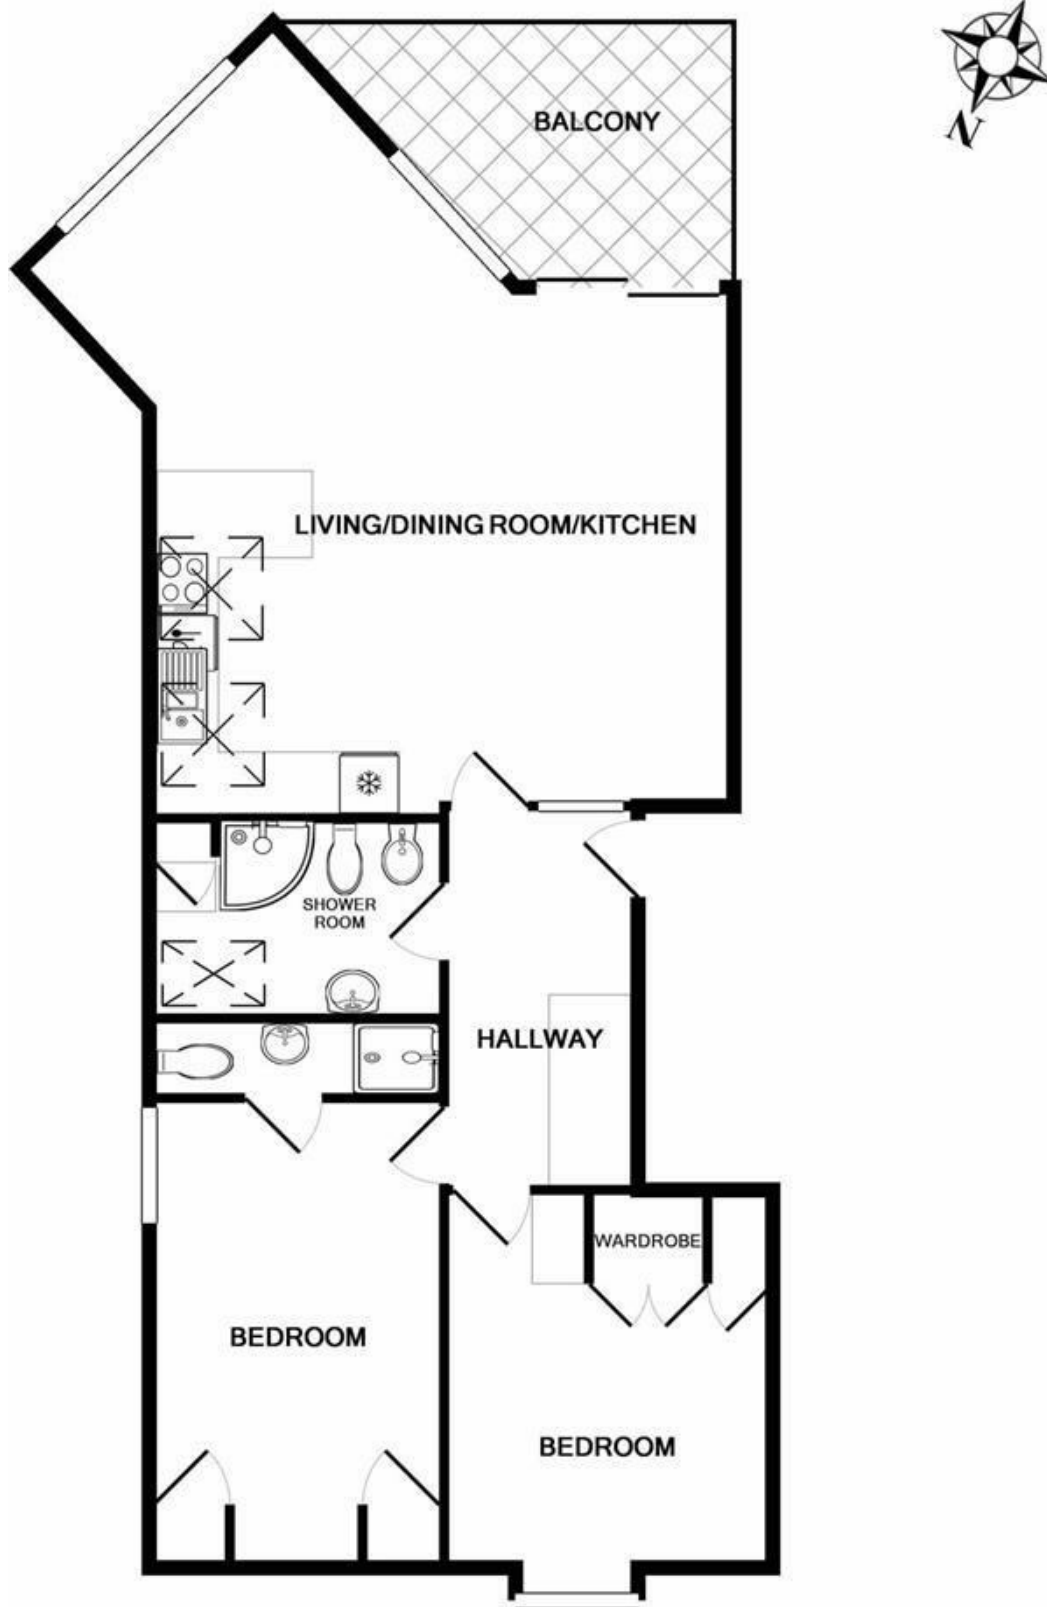 N
BALCONY
LIVING/DINING ROOM/KITCHEN
SHOWER
ROOM
HALLWAY
WARDROBE
BEDROOM
BEDROOM